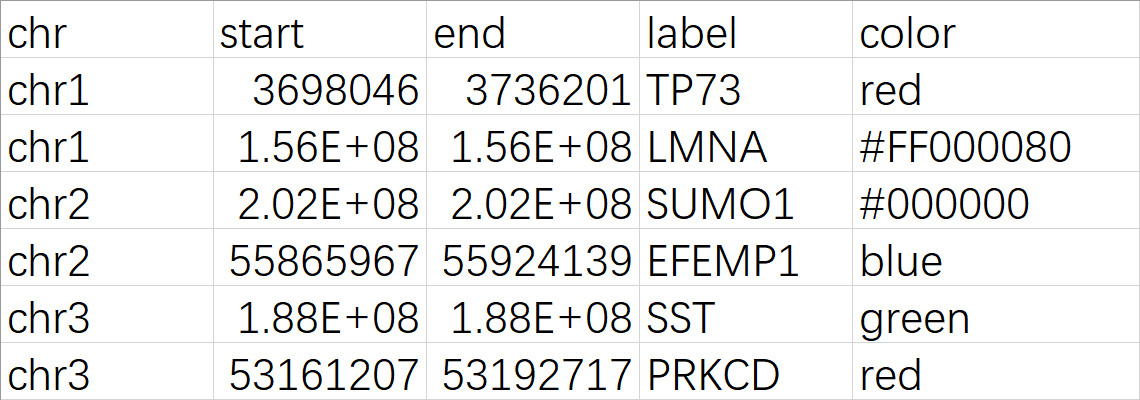 chr start end label color
chr1 3698046 3736201 TP73 red
chr1 1.56E+08 1.56E+08 LMNA #FF000080
chr2 2.02E+08 2.02E+08 SUMO1 #000000
chr2 55865967 55924139 EFEMP1 blue
chr3 1.88E+08 1.88E+08 SST green
chr3 53161207 53192717 PRKCD red